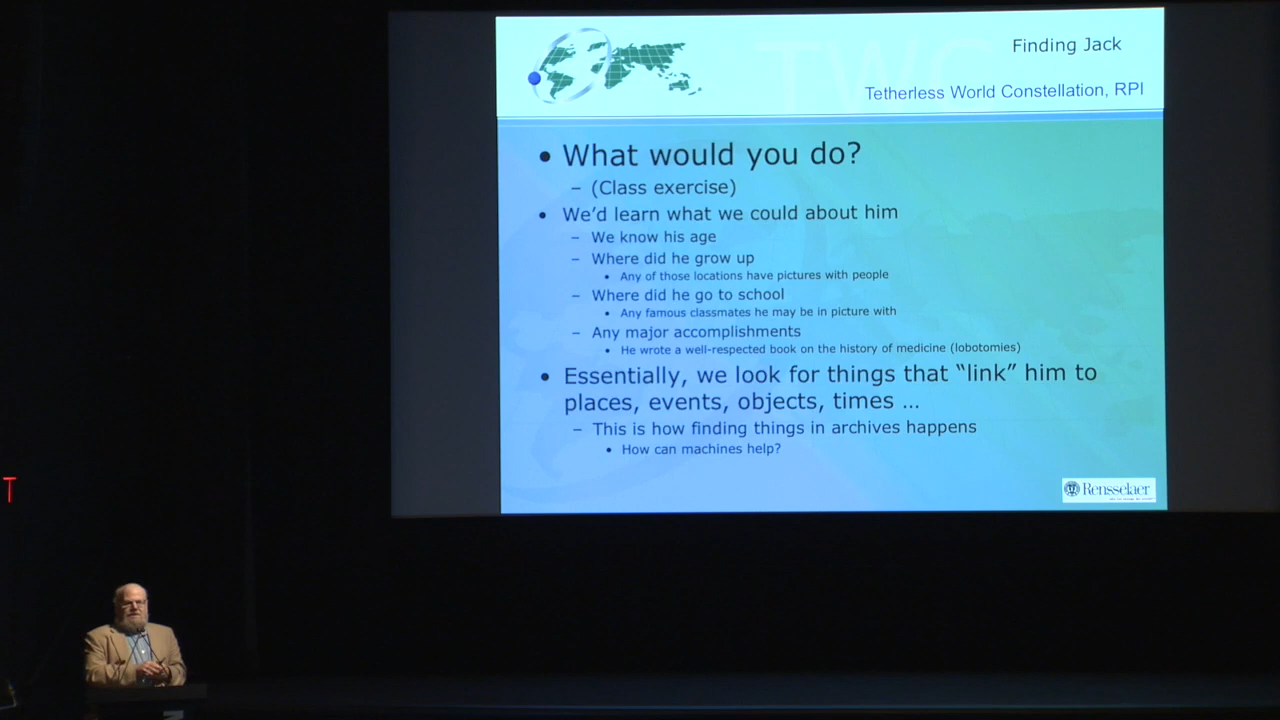 TWC
Finding Jack
Tetherless World Constellation, RPI
• What would you do?
– (Class exercise)
• We'd learn what we could about him
– We know his age
– Where did he grow up
• Any of those locations have pictures with people
– Where did he go to school
• Any famous classmates he may be in picture with
– Any major accomplishments
• He wrote a well-respected book on the history of medicine (lobotomies)
• Essentially, we look for things that “link” him to
places, events, objects, times ...
– This is how finding things in archives happens
• How can machines help?
Rensselaer